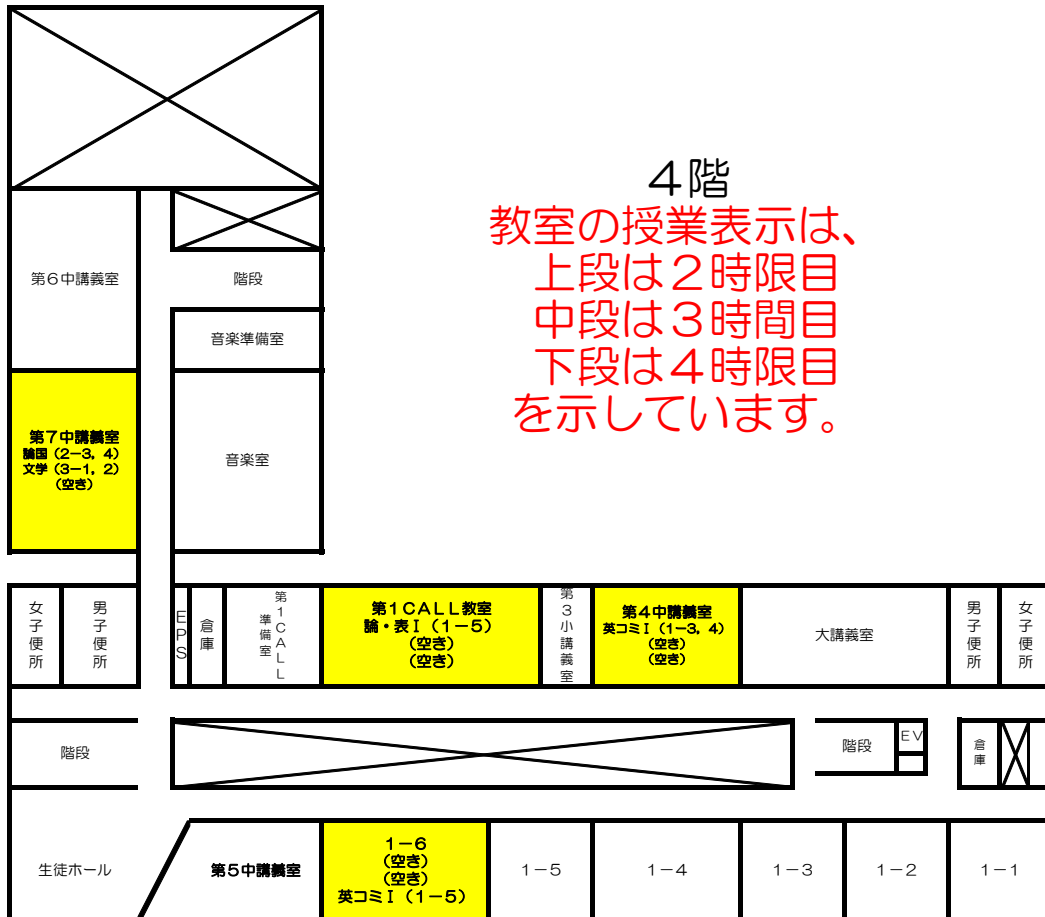 ４階
教室の授業表示は、
上段は２時限目
中段は３時間目
下段は４時限目
を示しています。
第６中講義室
階段
音楽準備室
第７中講義室
論国（２−３，４）
文学（３−１，２）
（空き）
音楽室
女子便所
男子便所
ＥＰＳ
倉庫
第１ＣＡＬＬ
準備室
第１ＣＡＬＬ教室
論・表Ⅰ（１−５）
（空き）
（空き）
第３小講義室
第４中講義室
英コミⅠ（１−３，４）
（空き）
（空き）
大講義室
男子便所
女子便所
階段
階段
ＥＶ
倉庫
生徒ホール
第５中講義室
１−６
（空き）
（空き）
英コミⅠ（１−５）
１−５
１−４
１−３
１−２
１−１